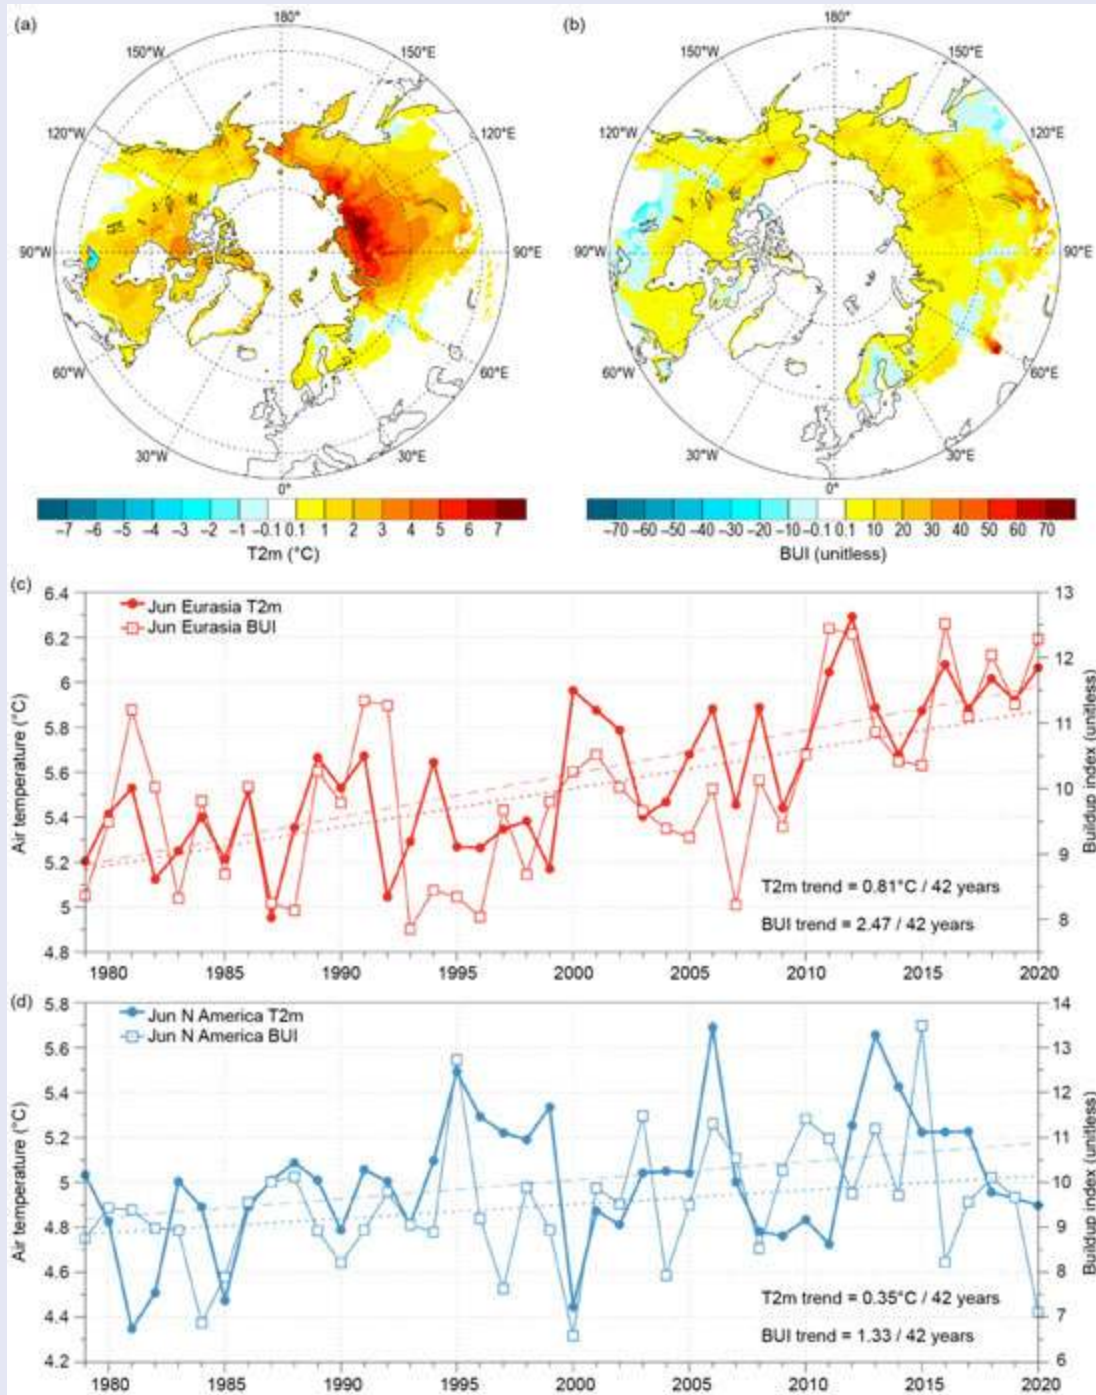 (a)
180°
150°W
150°E
120°W
120°E
90°W
90°E
60°W
60°E
30°W
30°E
0°
−7 −6 −5 −4 −3 −2 −1 −0.1 0.1 1 2 3 4 5 6 7
T2m (°C)
(b)
180°
150°W
150°E
120°W
120°E
90°W
90°E
60°W
60°E
30°W
30°E
0°
−70 −60 −50 −40 −30 −20 −10 −0.1 0.1 10 20 30 40 50 60 70
BUI (unitless)
(c)
Jun Eurasia T2m
Jun Eurasia BUI
Air temperature (°C)
6.4
6.2
6
5.8
5.6
5.4
5.2
5
4.8
Buildup index (unitless)
13
12
11
10
9
8
T2m trend = 0.81°C / 42 years
BUI trend = 2.47 / 42 years
1980 1985 1990 1995 2000 2005 2010 2015 2020
(d)
Jun N America T2m
Jun N America BUI
Air temperature (°C)
5.8
5.6
5.4
5.2
5
4.8
4.6
4.4
4.2
Buildup index (unitless)
14
13
12
11
10
9
8
7
6
T2m trend = 0.35°C / 42 years
BUI trend = 1.33 / 42 years
1980 1985 1990 1995 2000 2005 2010 2015 2020